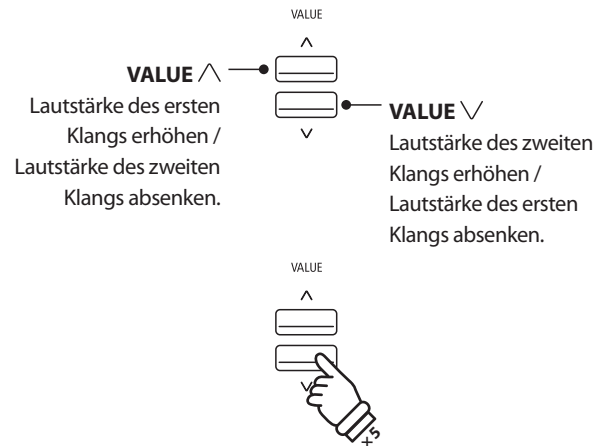 VALUE
VALUE ∧
Lautstärke des ersten
Klangs erhöhen /
Lautstärke des zweiten
Klangs absenken.
VALUE ∨
Lautstärke des zweiten
Klangs erhöhen /
Lautstärke des ersten
Klangs absenken.
VALUE
×5